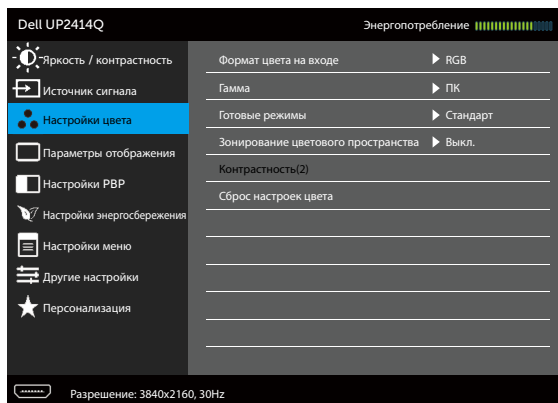 Dell UP2414Q
Энергопотребление
Яркость / контрастность
Источник сигнала
Настройки цвета
Параметры отображения
Настройки PBP
Настройки энергосбережения
Настройки меню
Другие настройки
Персонализация
Формат цвета на входе RGB
Гамма ПК
Готовые режимы Стандарт
Зонирование цветового пространства Выкл.
Контрастность(2)
Сброс настроек цвета
Разрешение: 3840x2160, 30Hz